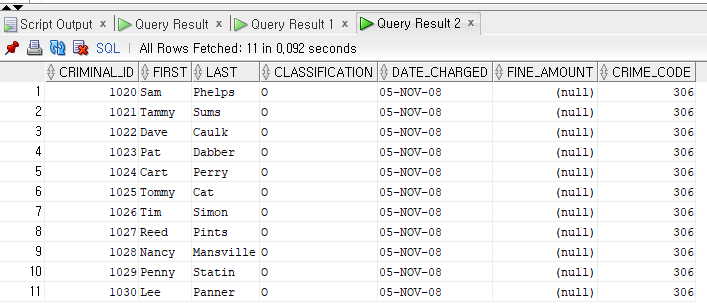 Script Output × Query Result × Query Result 1 × Query Result 2 ×
SQL | All Rows Fetched: 11 in 0,092 seconds
CRIMINAL_ID FIRST LAST CLASSIFICATION DATE_CHARGED FINE_AMOUNT CRIME_CODE
1 1020 Sam Phelps O 05-NOV-08 (null) 306
2 1021 Tammy Sums O 05-NOV-08 (null) 306
3 1022 Dave Caulk O 05-NOV-08 (null) 306
4 1023 Pat Dabber O 05-NOV-08 (null) 306
5 1024 Cart Perry O 05-NOV-08 (null) 306
6 1025 Tommy Cat O 05-NOV-08 (null) 306
7 1026 Tim Simon O 05-NOV-08 (null) 306
8 1027 Reed Pints O 05-NOV-08 (null) 306
9 1028 Nancy Mansville O 05-NOV-08 (null) 306
10 1029 Penny Statin O 05-NOV-08 (null) 306
11 1030 Lee Panner O 05-NOV-08 (null) 306